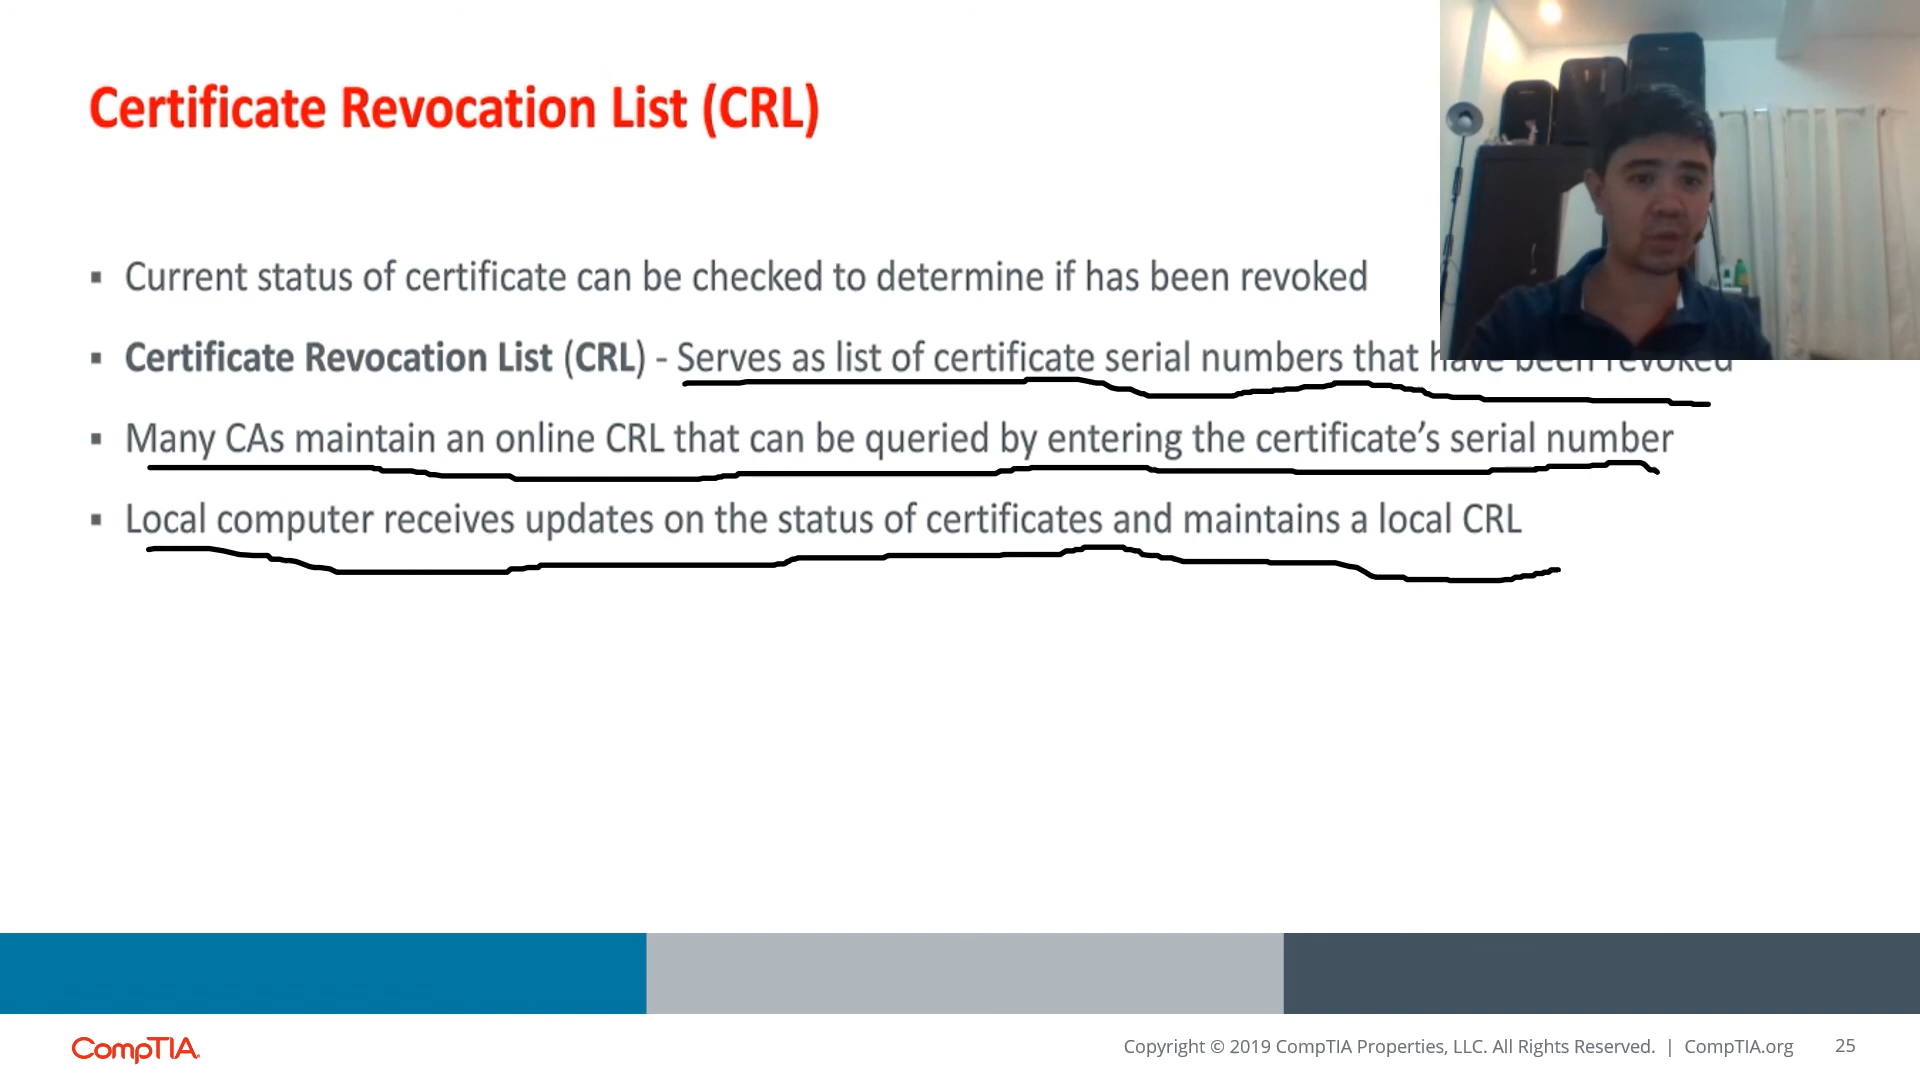 Certificate Revocation List (CRL)
▪ Current status of certificate can be checked to determine if has been revoked
▪ Certificate Revocation List (CRL) - Serves as list of certificate serial numbers that have been revoked
▪ Many CAs maintain an online CRL that can be queried by entering the certificate’s serial number
▪ Local computer receives updates on the status of certificates and maintains a local CRL
CompTIA.
Copyright © 2019 CompTIA Properties, LLC. All Rights Reserved. | CompTIA.org 25